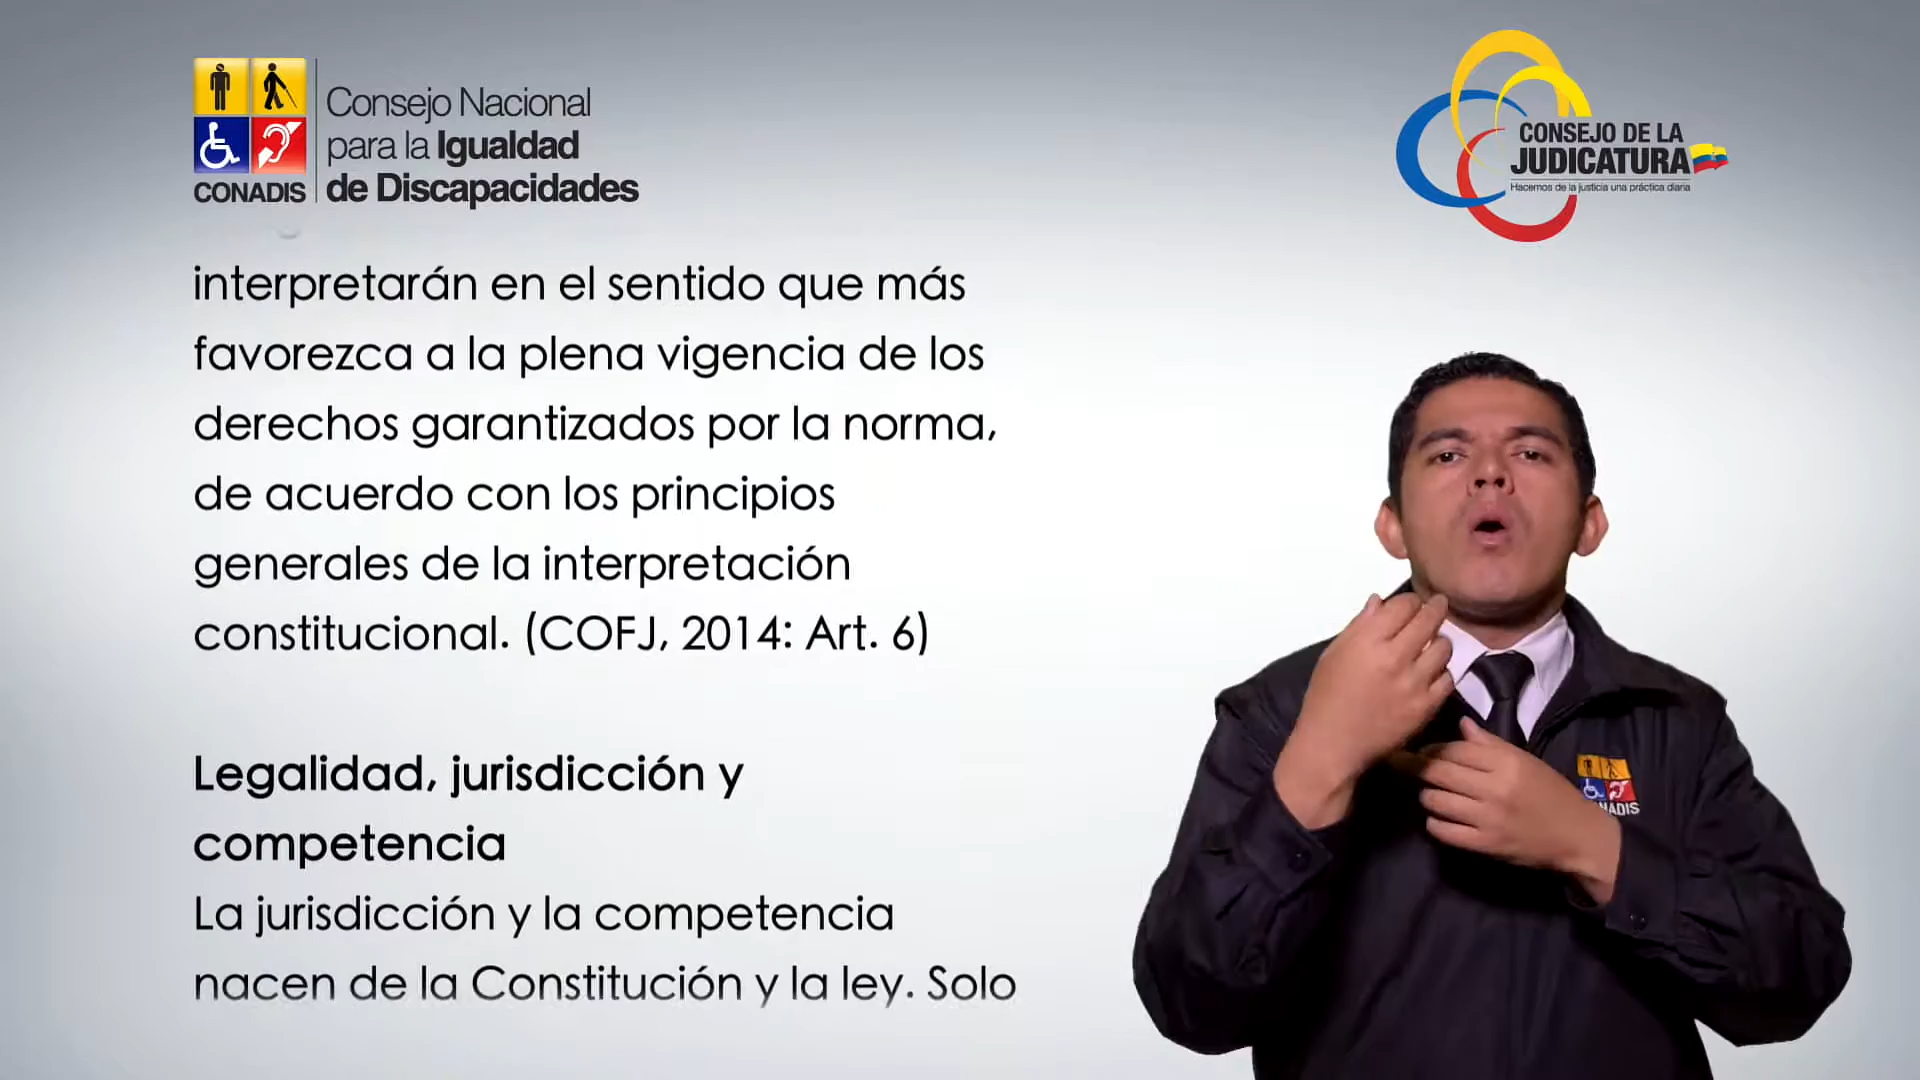 CONADIS
Consejo Nacional
para la Igualdad
de Discapacidades
CONSEJO DE LA
JUDICATURA
Hacemos de la justicia una práctica diaria
interpretarán en el sentido que más
favorezca a la plena vigencia de los
derechos garantizados por la norma,
de acuerdo con los principios
generales de la interpretación
constitucional. (COFJ, 2014: Art. 6)
Legalidad, jurisdicción y
competencia
La jurisdicción y la competencia
nacen de la Constitución y la ley. Solo